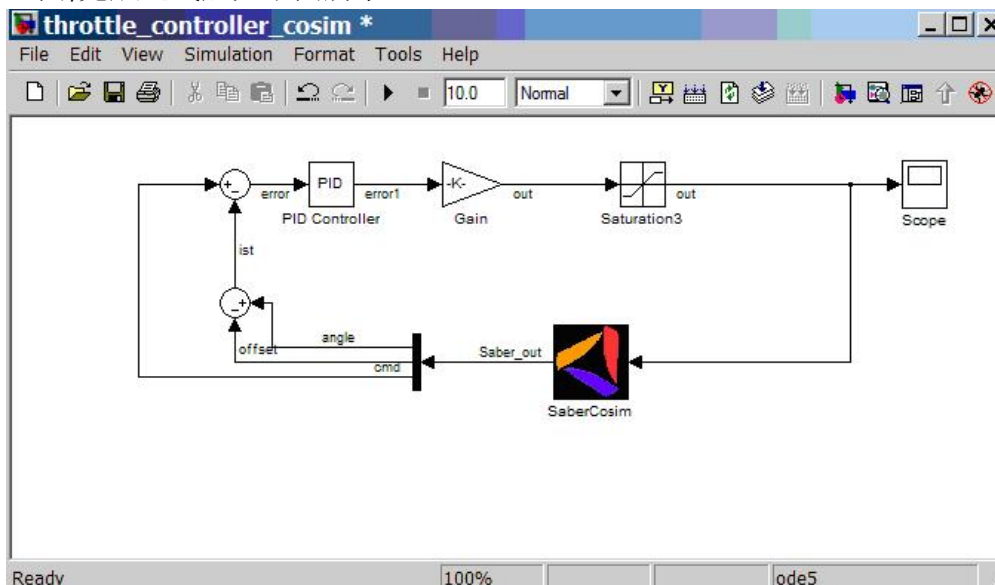 throttle_controller_cosim *
File Edit View Simulation Format Tools Help
10.0 Normal
+ -
error
PID
error1
-K-
out
out
PID Controller
Gain
Saturation3
Scope
ist
- +
offset
angle
cmd
Saber_out
SaberCosim
Ready 100% ode5